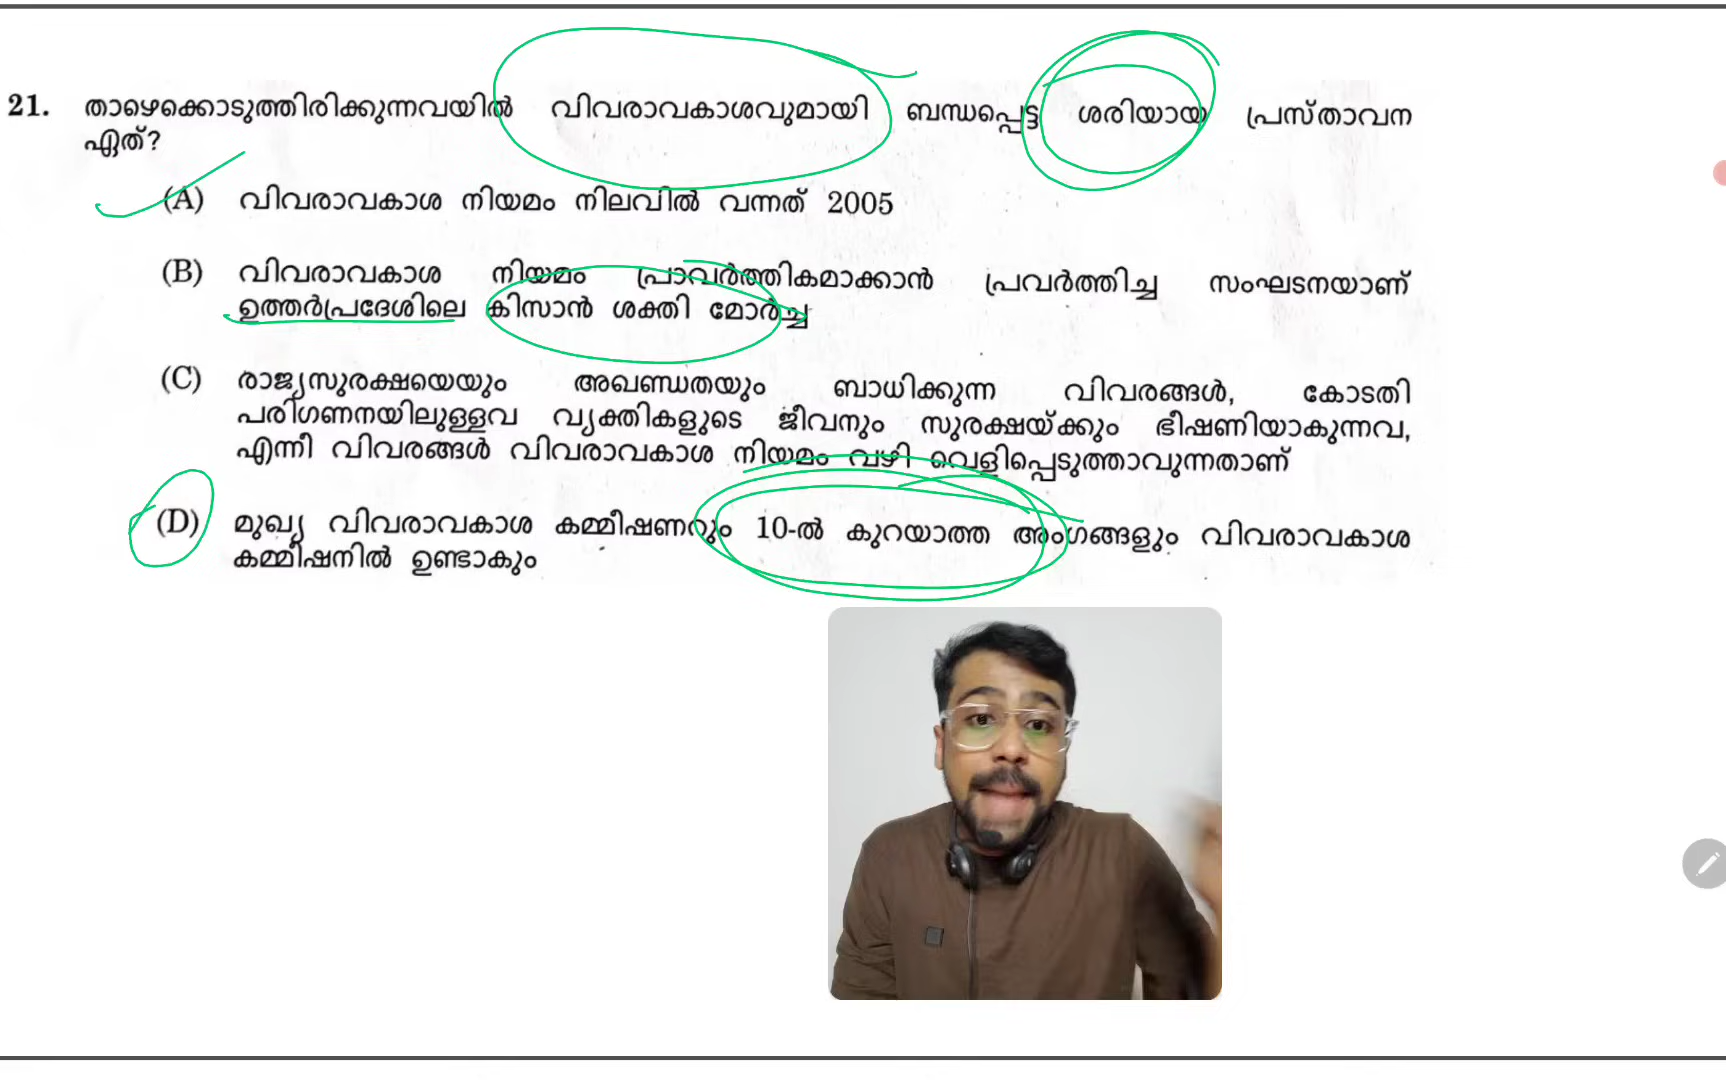 21. താഴെക്കൊടുത്തിരിക്കുന്നവയിൽ വിവരാവകാശവുമായി ബന്ധപ്പെട്ട ശരിയായ പ്രസ്താവന
ഏത്?
(A) വിവരാവകാശ നിയമം നിലവിൽ വന്നത് 2005
(B) വിവരാവകാശ നിയമം പ്രാവർത്തികമാക്കാൻ പ്രവർത്തിച്ച സംഘടനയാണ്
ഉത്തർപ്രദേശിലെ കിസാൻ ശക്തി മോർച്ച
(C) രാജ്യസുരക്ഷയെയും അഖണ്ഡതയും ബാധിക്കുന്ന വിവരങ്ങൾ, കോടതി
പരിഗണനയിലുള്ളവ വ്യക്തികളുടെ ജീവനും സുരക്ഷയ്ക്കും ഭീഷണിയാകുന്നവ,
എന്നീ വിവരങ്ങൾ വിവരാവകാശ നിയമം വഴി വെളിപ്പെടുത്താവുന്നതാണ്
(D) മുഖ്യ വിവരാവകാശ കമ്മീഷണറും 10-ൽ കുറയാത്ത അംഗങ്ങളും വിവരാവകാശ
കമ്മീഷനിൽ ഉണ്ടാകും